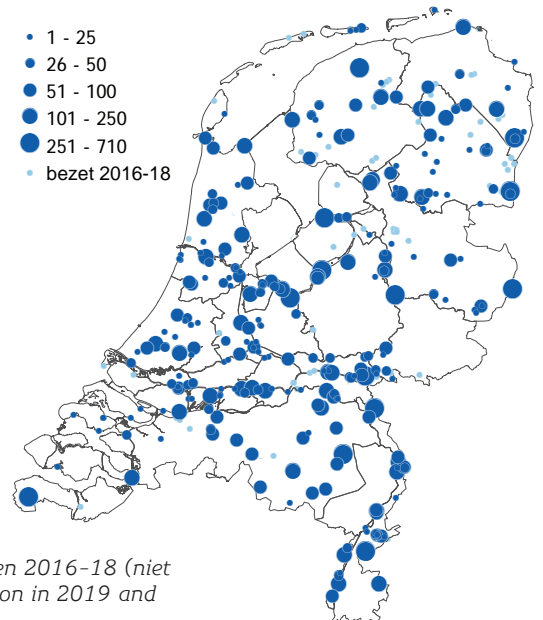 1 - 25
26 - 50
51 - 100
101 - 250
251 - 710
bezet 2016-18
en 2016-18 (niet
on in 2019 and